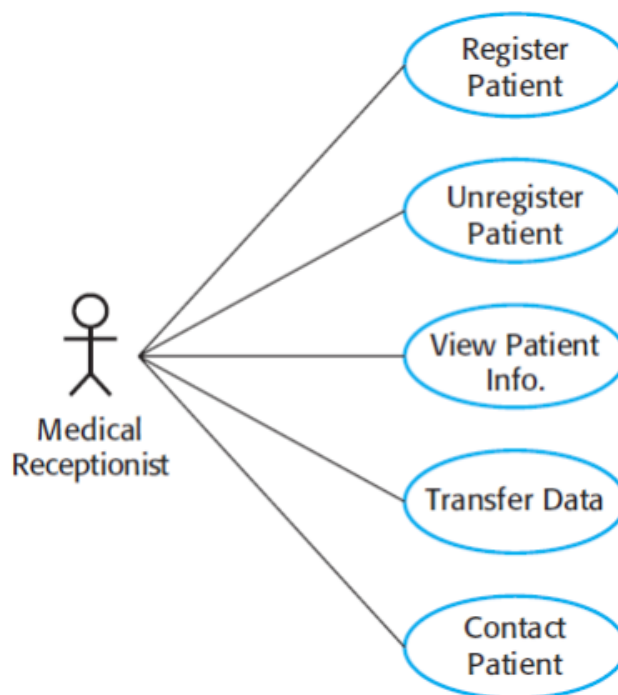 Register
Patient
Unregister
Patient
View Patient
Info.
Medical
Receptionist
Transfer Data
Contact
Patient